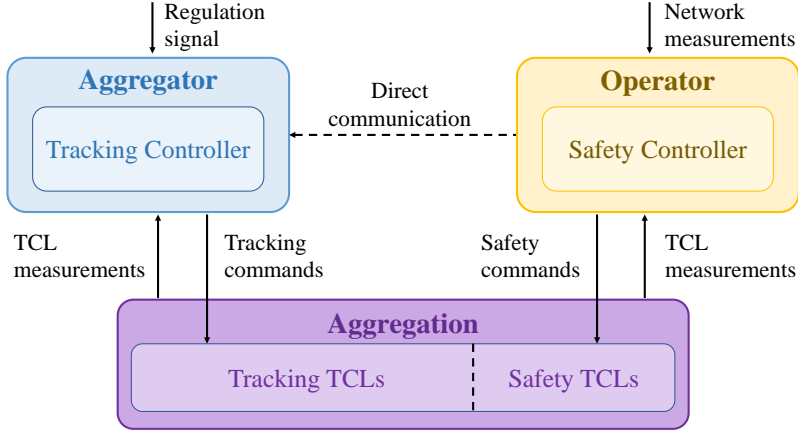 Regulation
signal
Network
measurements
Aggregator
Tracking Controller
Direct
communication
Operator
Safety Controller
TCL
measurements
Tracking
commands
Safety
commands
TCL
measurements
Aggregation
Tracking TCLs
Safety TCLs